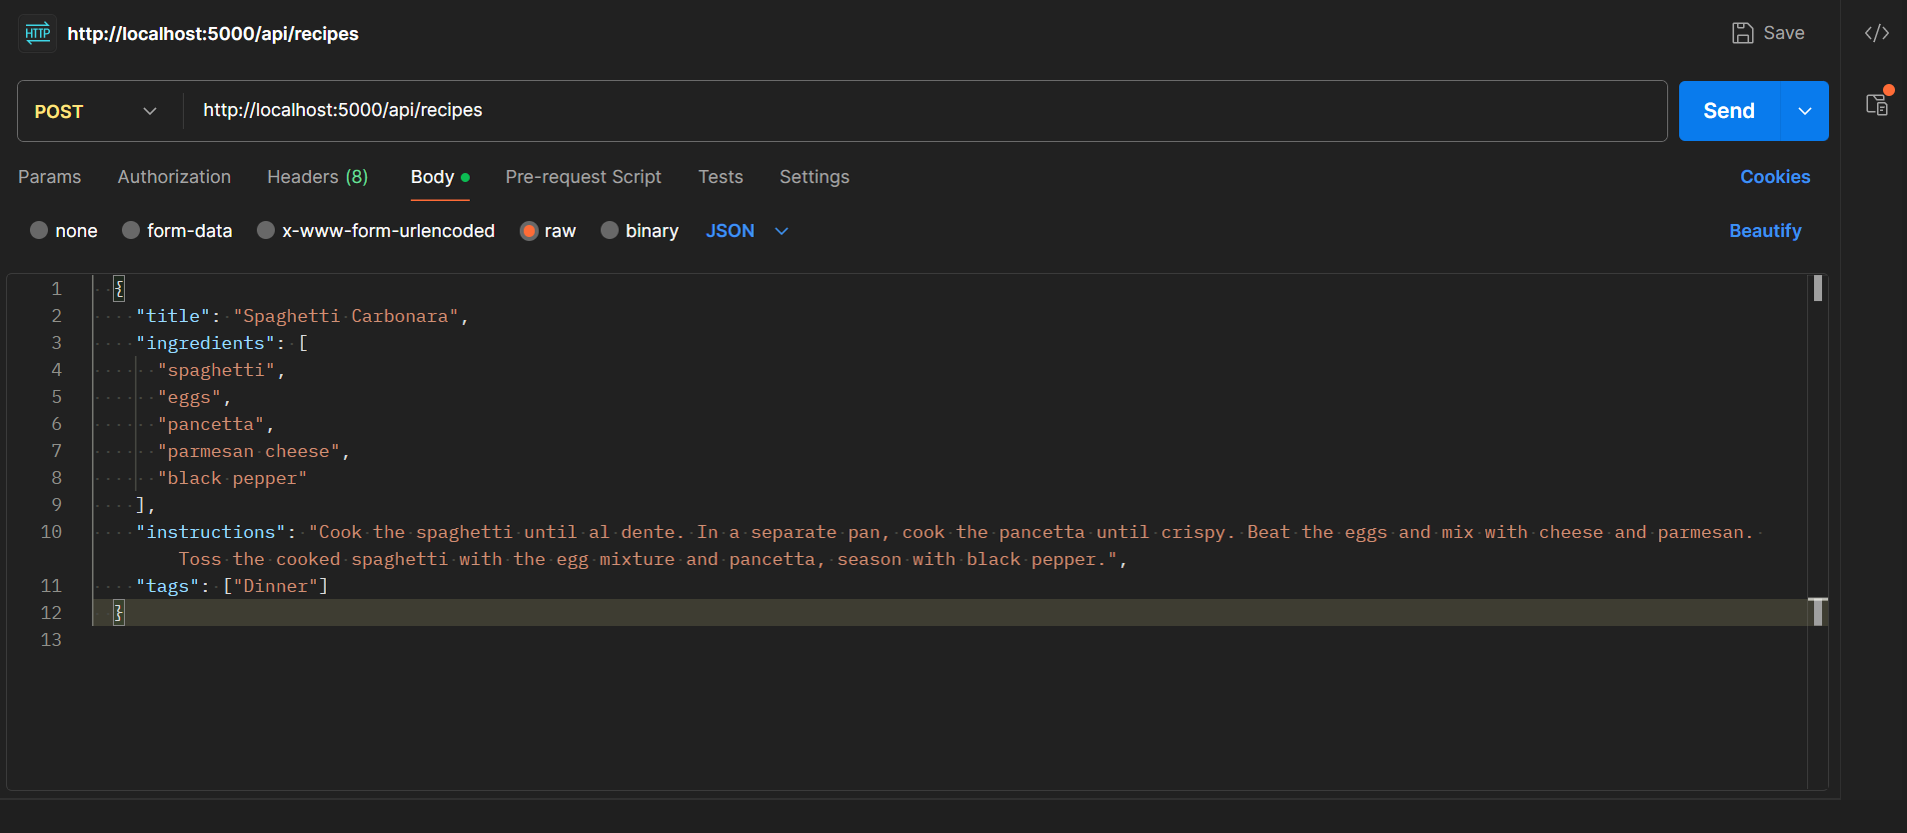 HTTP http://localhost:5000/api/recipes Save
POST http://localhost:5000/api/recipes Send
Params Authorization Headers (8) Body Pre-request Script Tests Settings Cookies
none form-data x-www-form-urlencoded raw binary JSON Beautify
1 {
2 "title": "Spaghetti Carbonara",
3 "ingredients": [
4 "spaghetti",
5 "eggs",
6 "pancetta",
7 "parmesan cheese",
8 "black pepper"
9 ],
10 "instructions": "Cook the spaghetti until al dente. In a separate pan, cook the pancetta until crispy. Beat the eggs and mix with cheese and parmesan.
Toss the cooked spaghetti with the egg mixture and pancetta, season with black pepper.",
11 "tags": ["Dinner"]
12 }
13